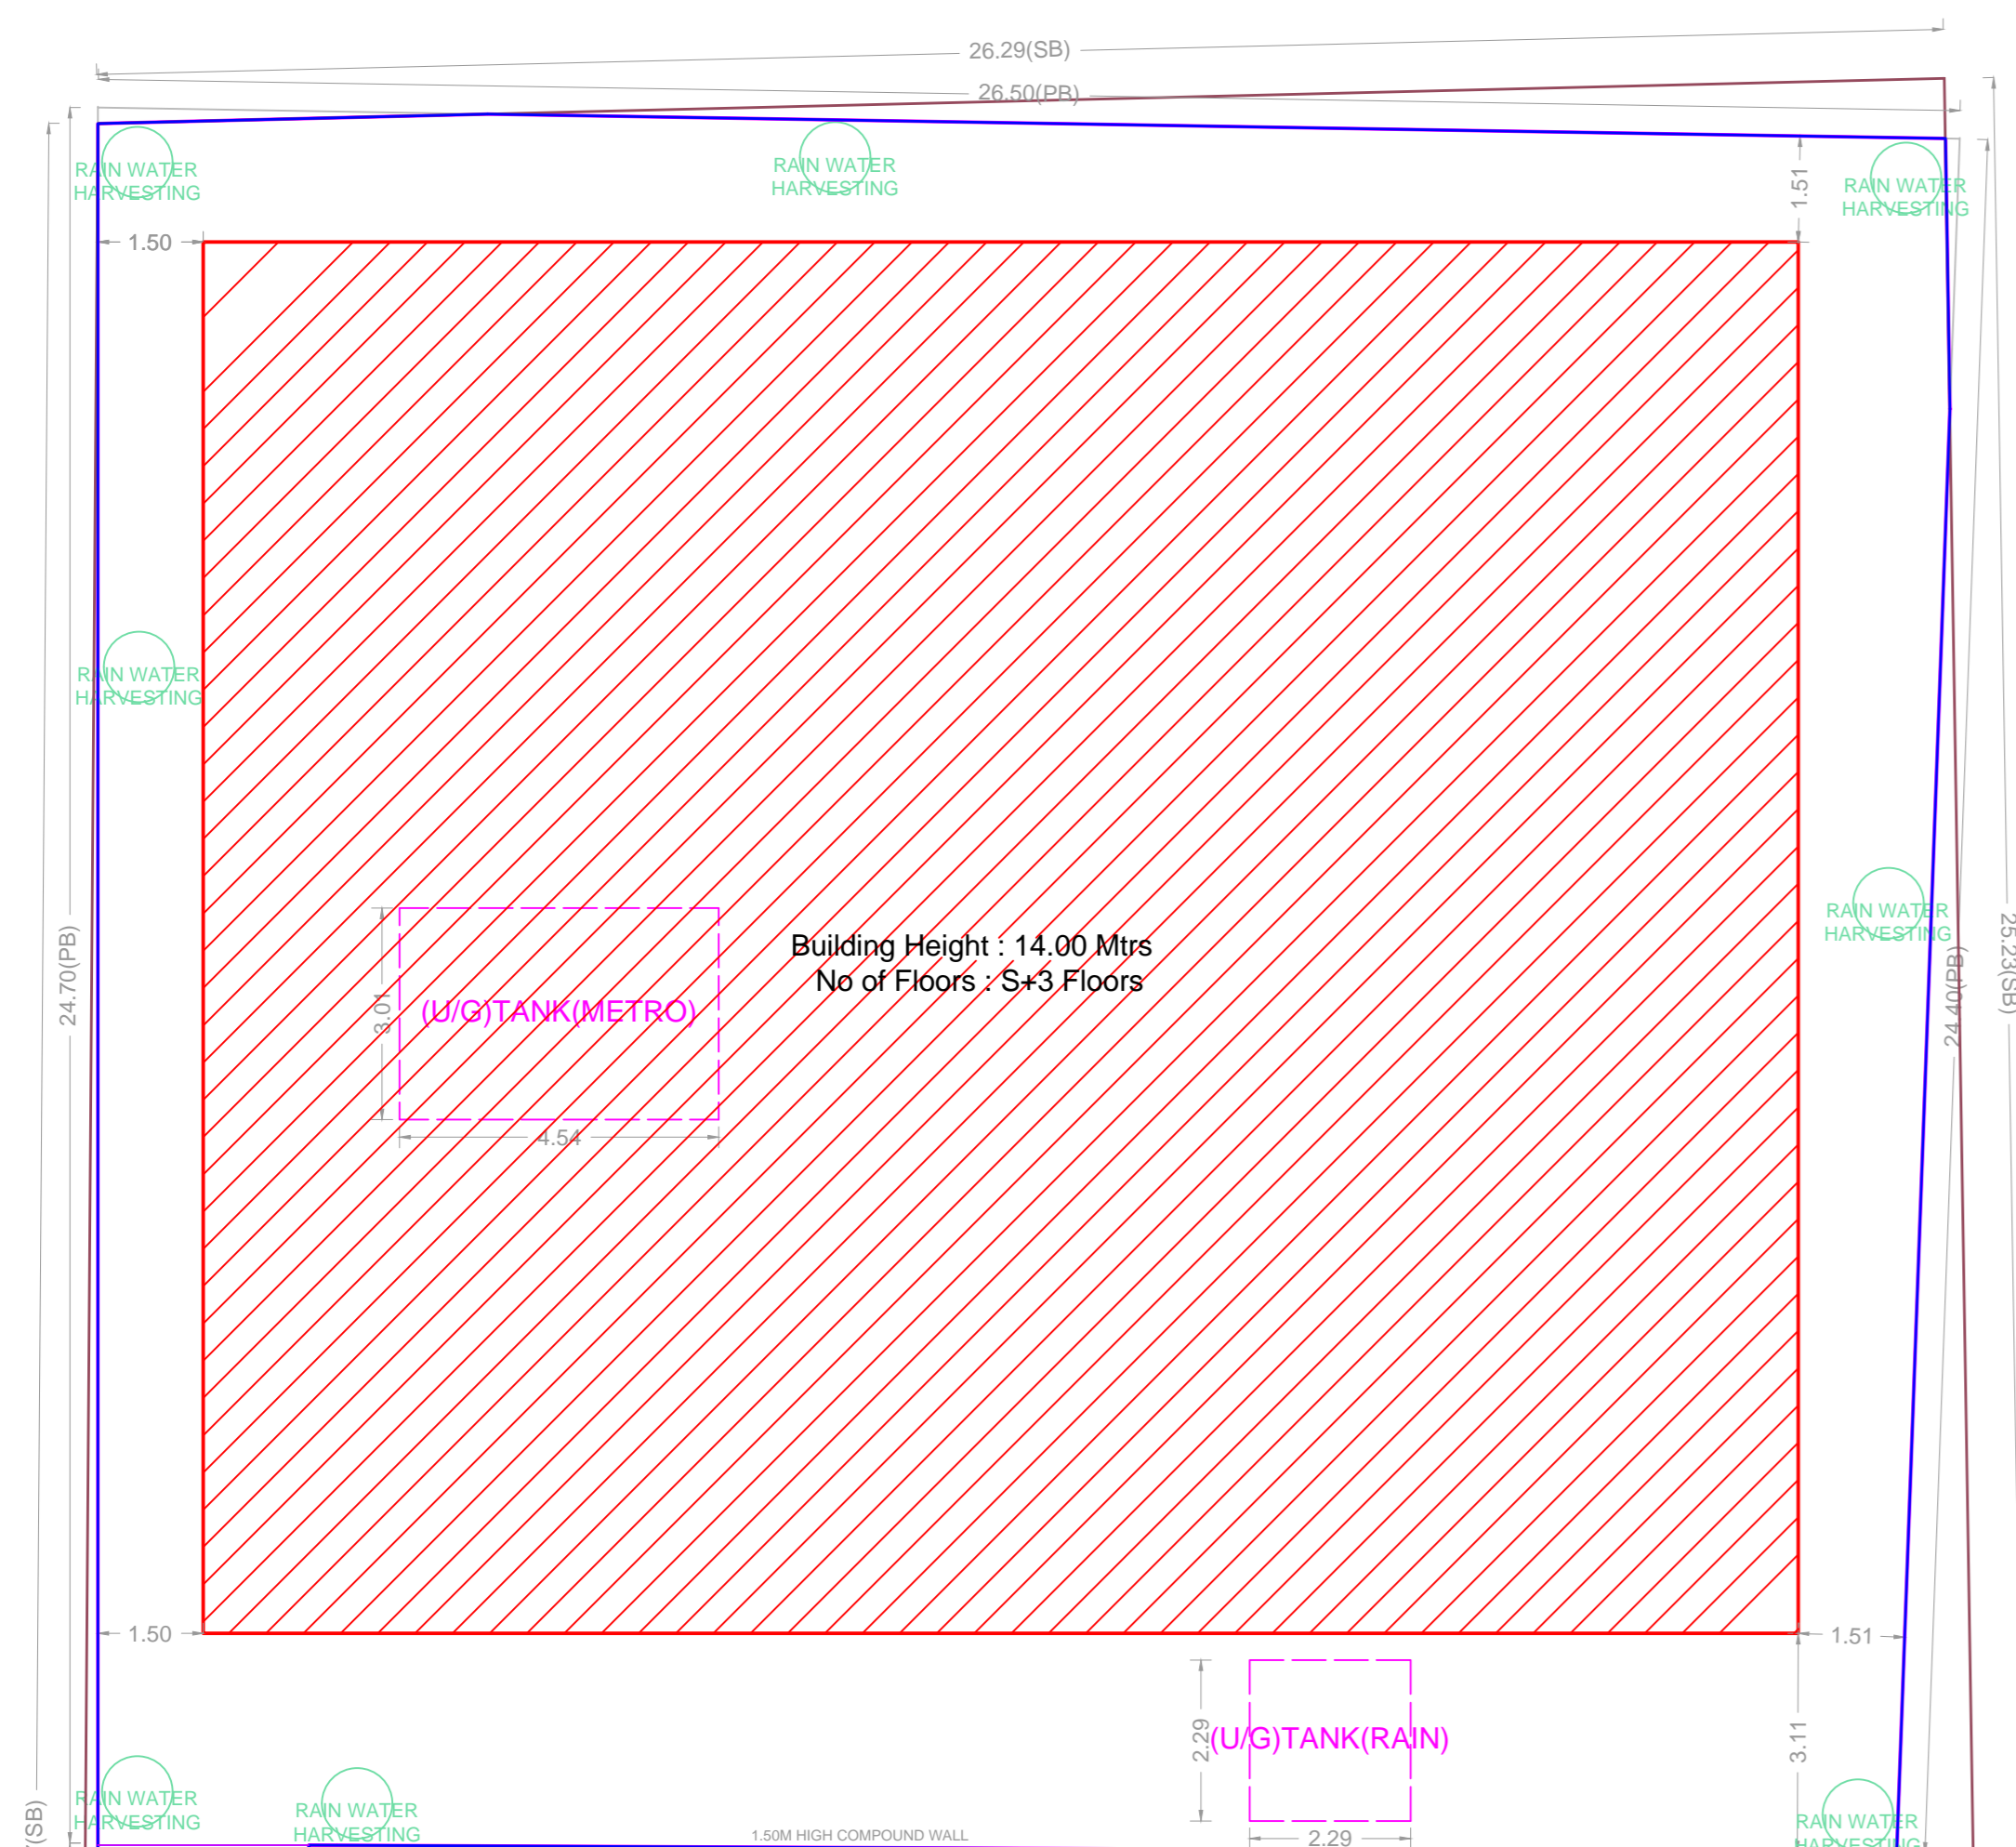 26.29(SB)
26.50(PB)
RAIN WATER
HARVESTING
RAIN WATER
HARVESTING
RAIN WATER
HARVESTING
1.51
1.50
RAIN WATER
HARVESTING
24.70(PB)
RAIN WATER
HARVESTING
25.23(SB)
24.40(PB)
Building Height : 14.00 Mtrs
No of Floors : S+3 Floors
3.01
(U/G)TANK(METRO)
4.54
1.50
1.51
2.29
(U/G)TANK(RAIN)
3.11
RAIN WATER
HARVESTING
RAIN WATER
HARVESTING
RAIN WATER
HARVESTING
(SB)
1.50M HIGH COMPOUND WALL
2.29